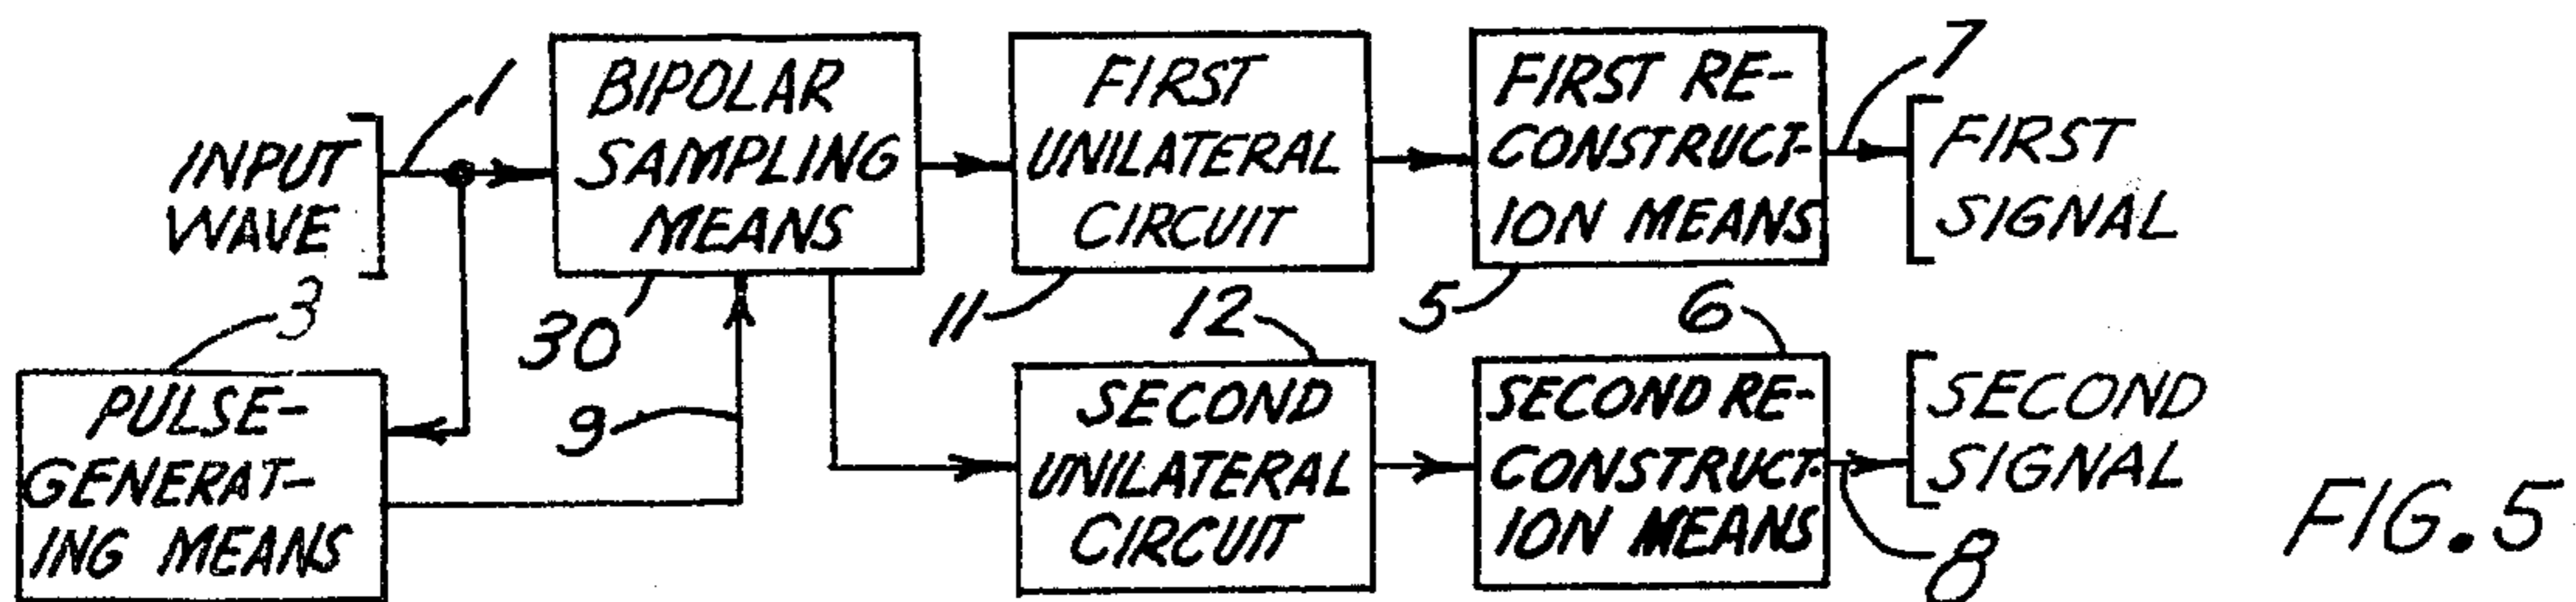 INPUT
WAVE
1
BIPOLAR
SAMPLING
MEANS
30
FIRST
UNILATERAL
CIRCUIT
11
FIRST RE-
CONSTRUCT-
ION MEANS
5
7
FIRST
SIGNAL
3
PULSE-
GENERAT-
ING MEANS
9
12
SECOND
UNILATERAL
CIRCUIT
6
SECOND RE-
CONSTRUCT-
ION MEANS
8
SECOND
SIGNAL
FIG. 5